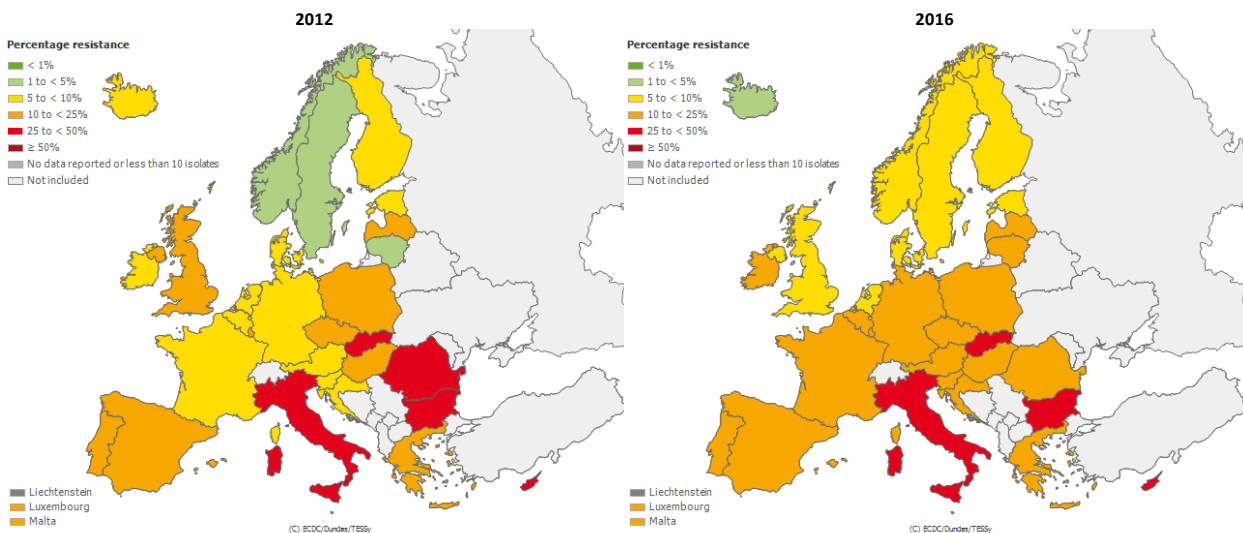 2012
Percentage resistance
< 1%
1 to < 5%
5 to < 10%
10 to < 25%
25 to < 50%
≥ 50%
No data reported or less than 10 isolates
Not included
Liechtenstein
Luxembourg
Malta
(C) ECDC/Dundas/TESSy
2016
Percentage resistance
< 1%
1 to < 5%
5 to < 10%
10 to < 25%
25 to < 50%
≥ 50%
No data reported or less than 10 isolates
Not included
Liechtenstein
Luxembourg
Malta
(C) ECDC/Dundas/TESSy